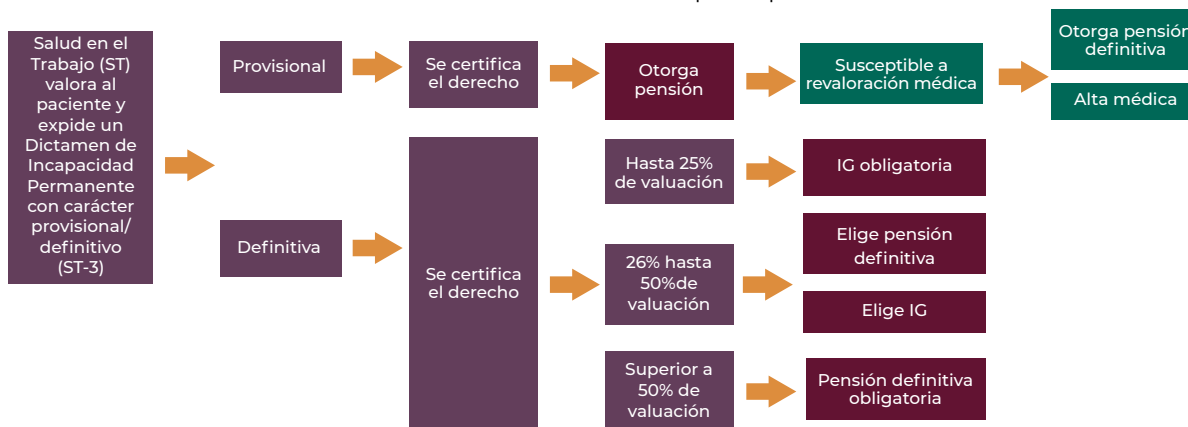 Salud en el
Trabajo (ST)
valora al
paciente y
expide un
Dictamen de
Incapacidad
Permanente
con carácter
provisional/
definitivo
(ST-3)
Provisional
Se certifica
el derecho
Otorga
pensión
Susceptible a
revaloración médica
Otorga pensión
definitiva
Alta médica
Definitiva
Se certifica
el derecho
Hasta 25%
de valuación
IG obligatoria
26% hasta
50%de
valuación
Elige pensión
definitiva
Elige IG
Superior a
50% de
valuación
Pensión definitiva
obligatoria